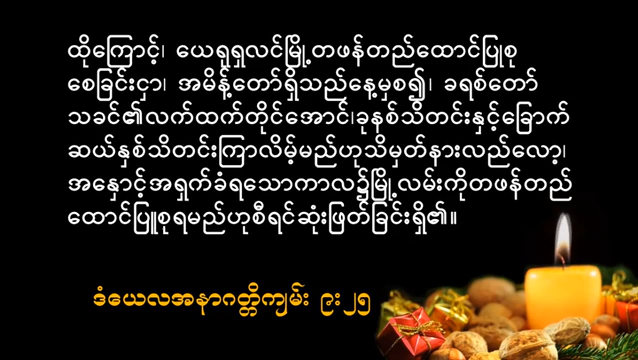 ထိုကြောင့်၊ ယေရုရှလင်မြို့တဖန်တည်ထောင်ပြုစု
စေခြင်းငှာ၊ အမိန့်တော်ရှိသည်နေ့မှစ၍၊ ခရစ်တော်
သခင်၏လက်ထက်တိုင်အောင်၊ခုနစ်သိတင်းနှင့်ခြောက်
ဆယ်နှစ်သိတင်းကြာလိမ့်မည်ဟုသိမှတ်နားလည်လော့၊
အနှောင့်အရှက်ခံရသောကာလ၌မြို့လမ်းကိုတဖန်တည်
ထောင်ပြူစုရမည်ဟုစီရင်ဆုံးဖြတ်ခြင်းရှိ၏။
ဒံယေလအနာဂတ္တိကျမ်း ၉း၂၅